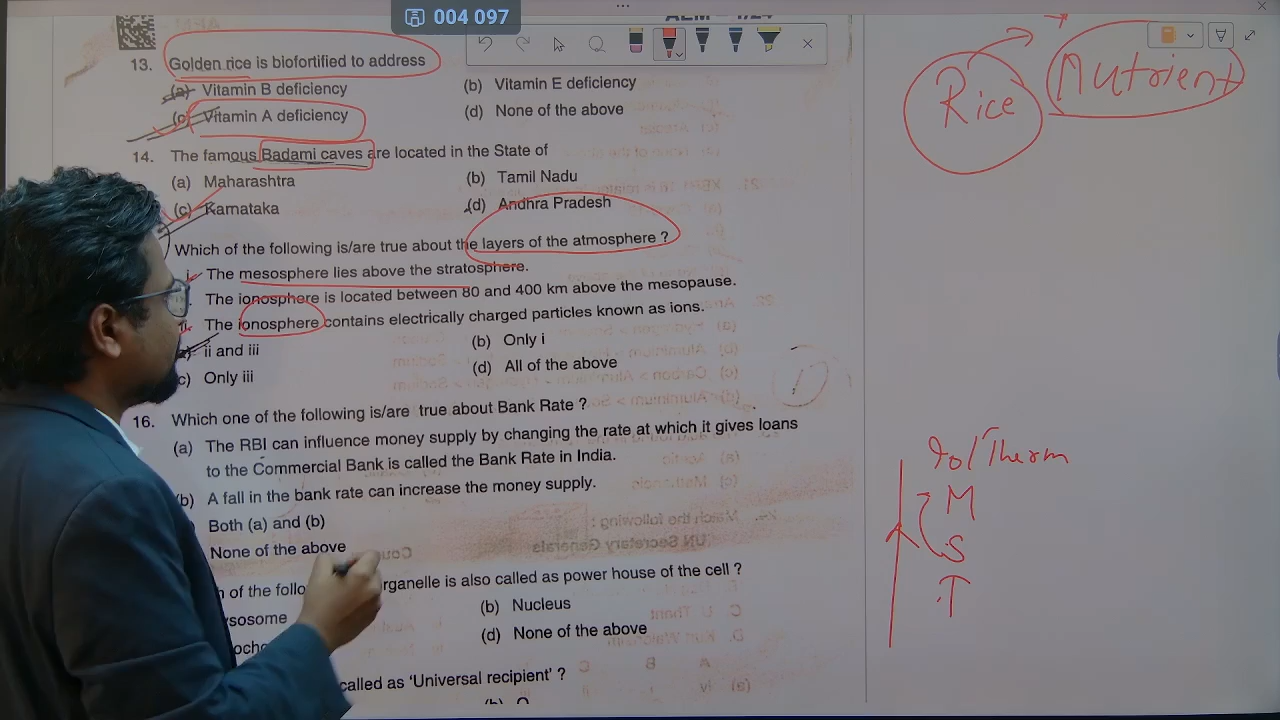 004 097
13. Golden rice is biofortified to address
(a) Vitamin B deficiency
(b) Vitamin E deficiency
(c) Vitamin A deficiency
(d) None of the above
14. The famous Badami caves are located in the State of
(a) Maharashtra
(b) Tamil Nadu
(c) Karnataka
(d) Andhra Pradesh
Which of the following is/are true about the layers of the atmosphere ?
i. The mesosphere lies above the stratosphere.
The ionosphere is located between 80 and 400 km above the mesopause.
The ionosphere contains electrically charged particles known as ions.
ii and iii
(b) Only i
c) Only iii
(d) All of the above
16. Which one of the following is/are true about Bank Rate ?
(a) The RBI can influence money supply by changing the rate at which it gives loans
to the Commercial Bank is called the Bank Rate in India.
(b) A fall in the bank rate can increase the money supply.
Both (a) and (b)
None of the above
of the organelle is also called as power house of the cell ?
(b) Nucleus
(d) None of the above
called as ‘Universal recipient’ ?
Rice
Nutrient
Io/Therm
M
S
T